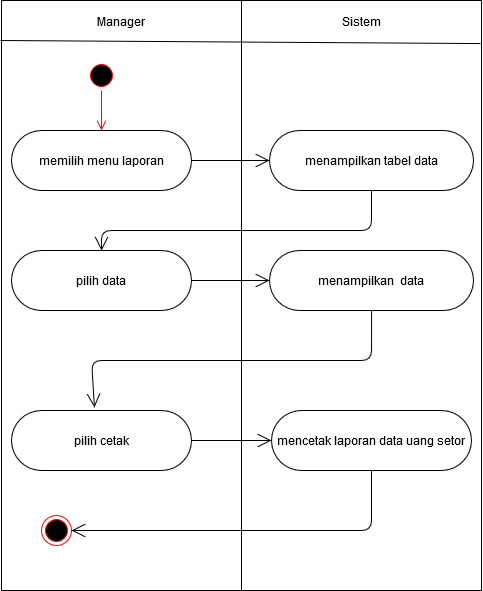 Manager
Sistem
memilih menu laporan
menampilkan tabel data
pilih data
menampilkan data
pilih cetak
mencetak laporan data uang setor